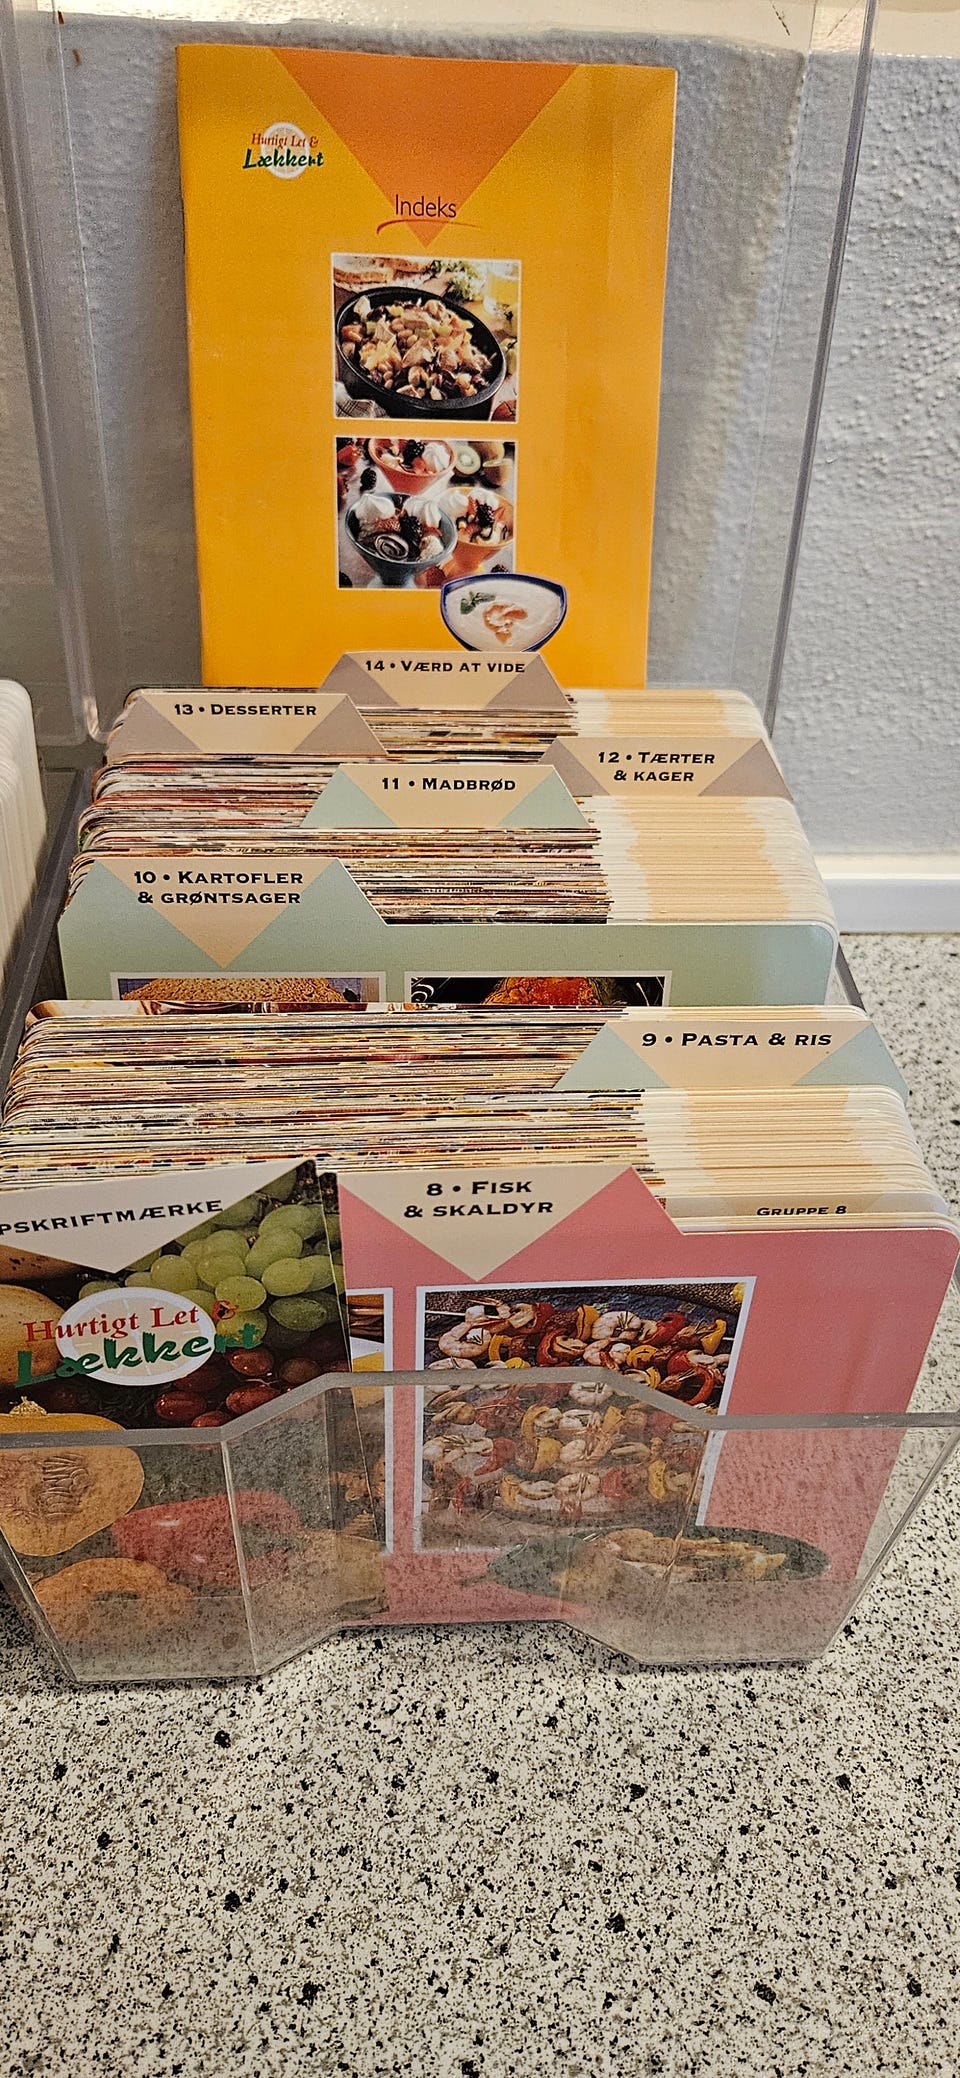 Hurtigt Let &
Lækkert
Indeks
14 • VÆRD AT VIDE
13 • DESSERTER
12 • TÆRTER
& KAGER
11 • MADBRØD
10 • KARTOFLER
& GRØNTSAGER
9 • PASTA & RIS
8 • FISK
& SKALDYR
GRUPPE 8
PSKRIFTMÆRKE
Hurtigt Let &
Lækkert